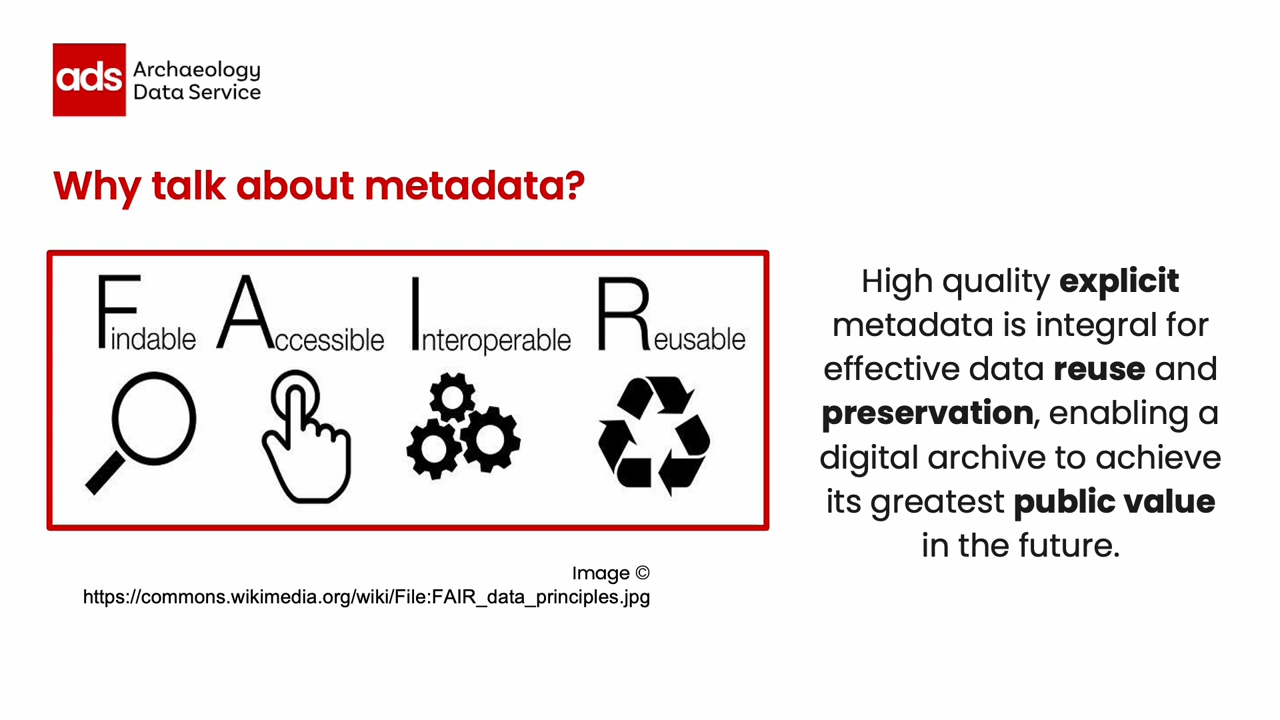 ads
Archaeology
Data Service
Why talk about metadata?
Findable Accessible Interoperable Reusable
High quality explicit
metadata is integral for
effective data reuse and
preservation, enabling a
digital archive to achieve
its greatest public value
in the future.
Image ©
https://commons.wikimedia.org/wiki/File:FAIR_data_principles.jpg